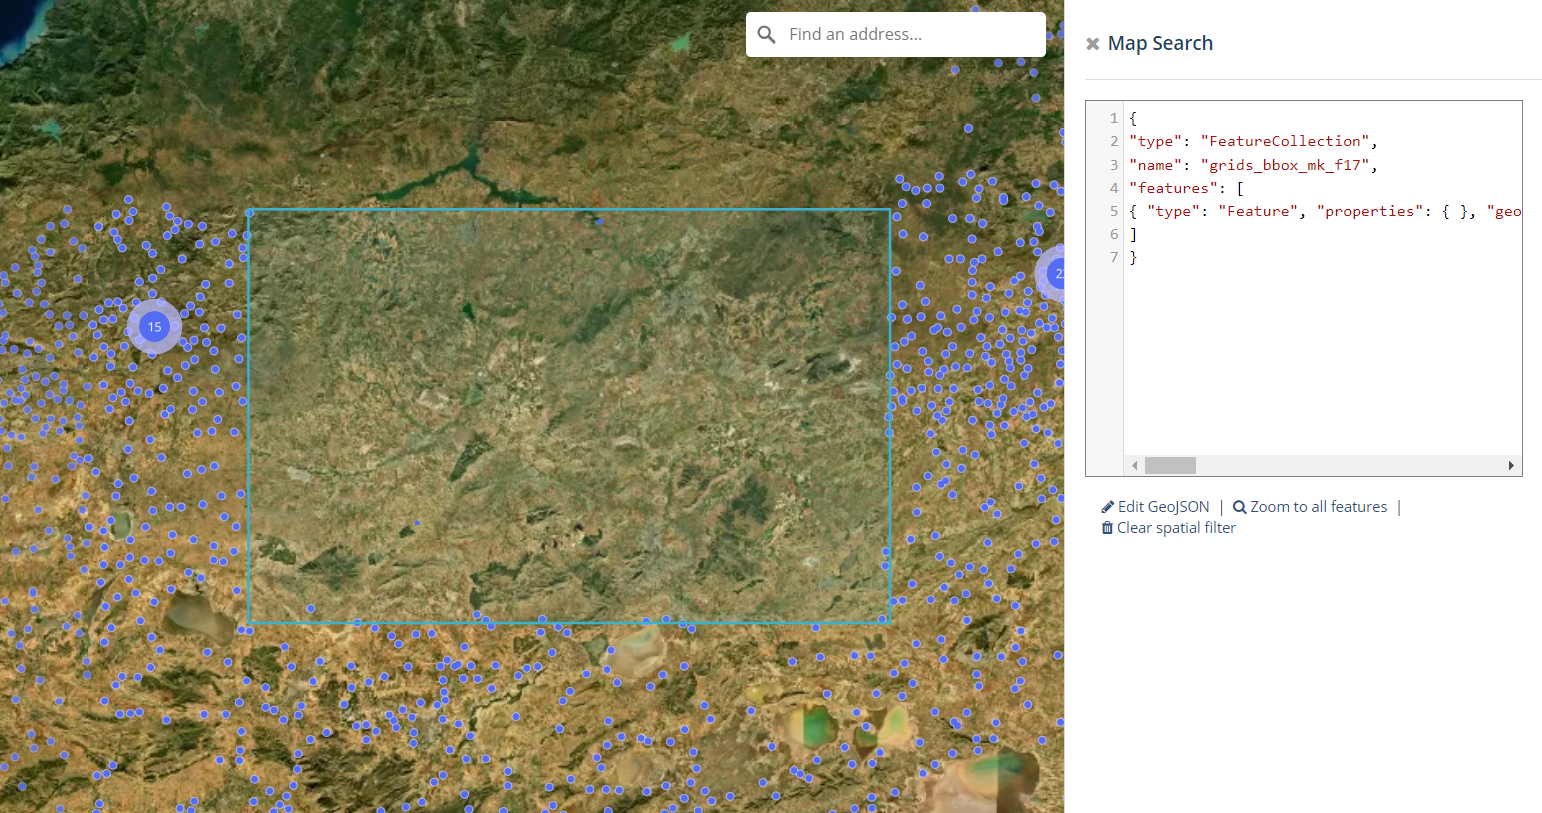 Find an address...
Map Search
1 {
2 "type": "FeatureCollection",
3 "name": "grids_bbox_mk_f17",
4 "features": [
5 { "type": "Feature", "properties": { }, "geo
6 ]
7 }
15
Edit GeoJSON | Zoom to all features |
Clear spatial filter